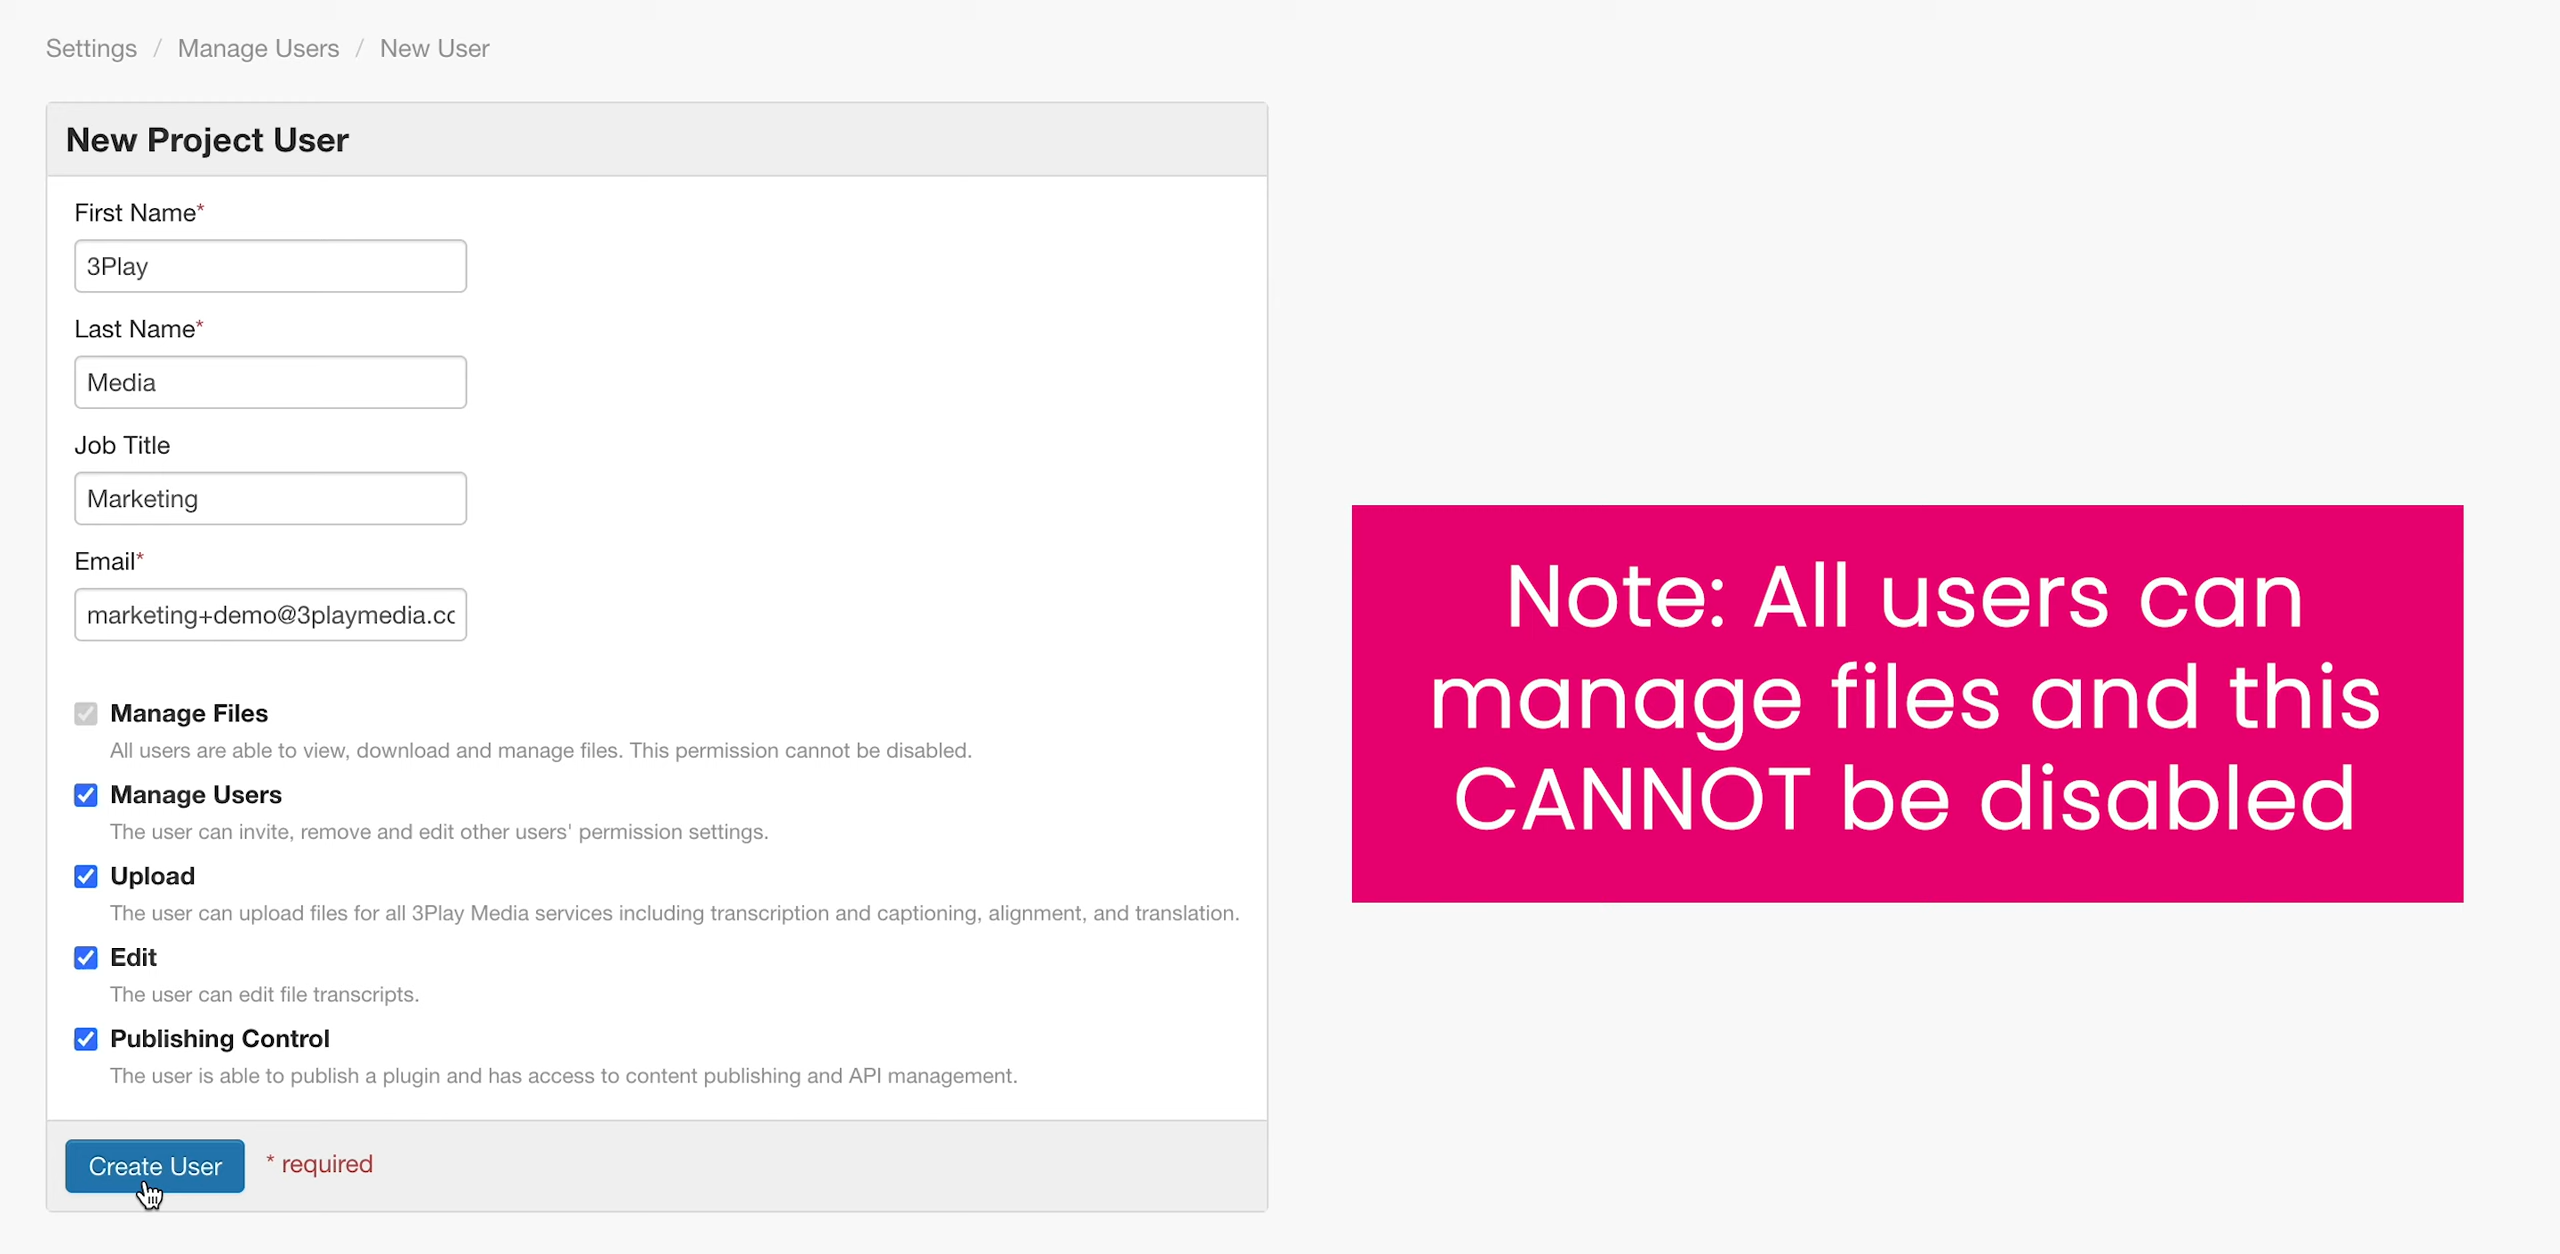 Settings / Manage Users / New User
New Project User
First Name*
3Play
Last Name*
Media
Job Title
Marketing
Email*
marketing+demo@3playmedia.cc
Manage Files
All users are able to view, download and manage files. This permission cannot be disabled.
Manage Users
The user can invite, remove and edit other users' permission settings.
Upload
The user can upload files for all 3Play Media services including transcription and captioning, alignment, and translation.
Edit
The user can edit file transcripts.
Publishing Control
The user is able to publish a plugin and has access to content publishing and API management.
Create User * required
Note: All users can
manage files and this
CANNOT be disabled